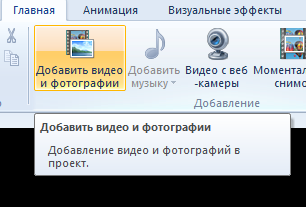 Главная Анимация Визуальные эффекты
Добавить видео Добавить Видео с веб Моментал
и фотографии музыку -камеры снимо
Добавление
Добавить видео и фотографии
Добавление видео и фотографий в
проект.